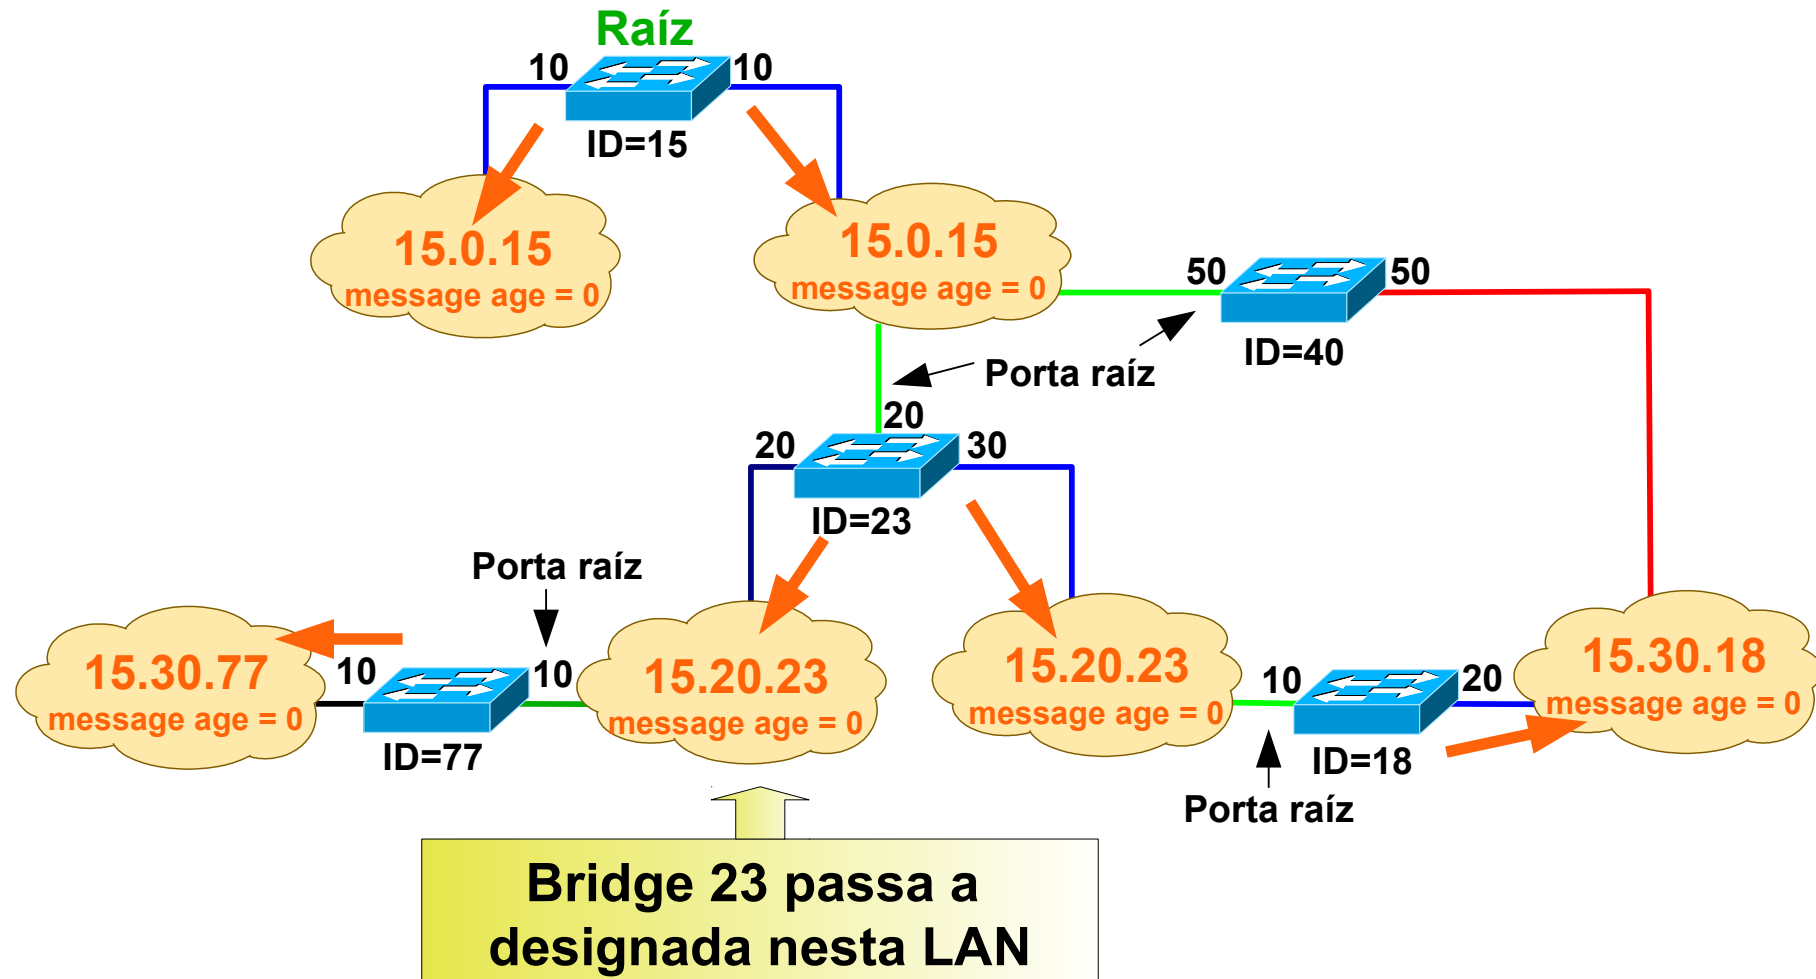 Raíz
10
10
ID=15
15.0.15
message age = 0
15.0.15
message age = 0
50
50
ID=40
Porta raíz
20
20
30
ID=23
Porta raíz
15.30.77
message age = 0
10
10
ID=77
15.20.23
message age = 0
15.20.23
message age = 0
10
20
ID=18
Porta raíz
15.30.18
message age = 0
Bridge 23 passa a
designada nesta LAN